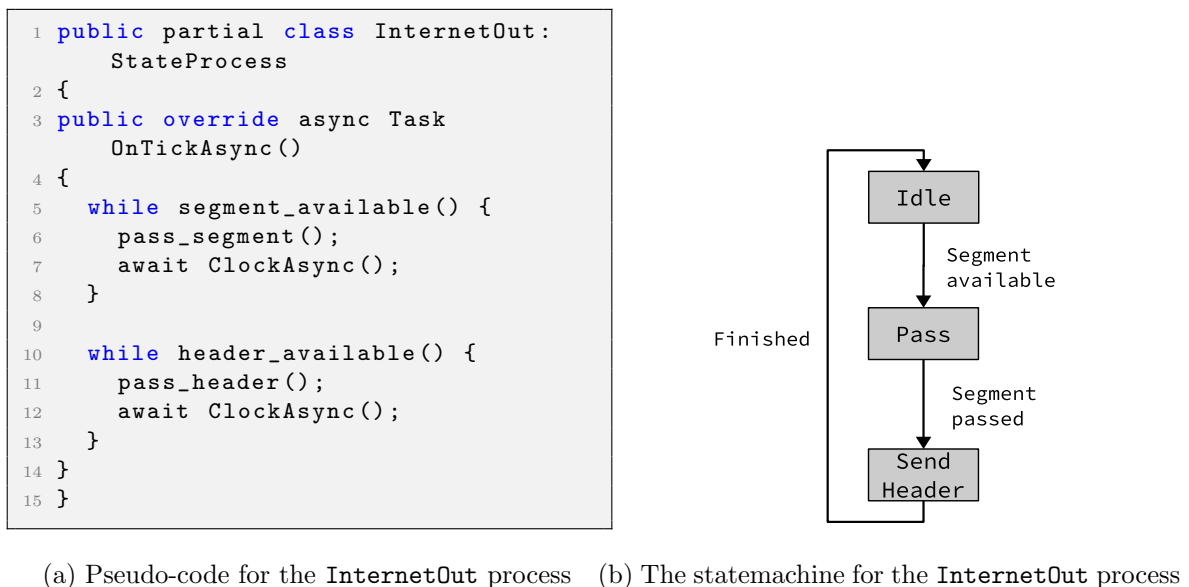 1 public partial class InternetOut:
StateProcess
2 {
3 public override async Task
OnTickAsync()
4 {
5 while segment_available() {
6 pass_segment();
7 await ClockAsync();
8 }
9
10 while header_available() {
11 pass_header();
12 await ClockAsync();
13 }
14 }
15 }
(a) Pseudo-code for the InternetOut process
Idle
Segment
available
Finished
Pass
Segment
passed
Send
Header
(b) The statemachine for the InternetOut process